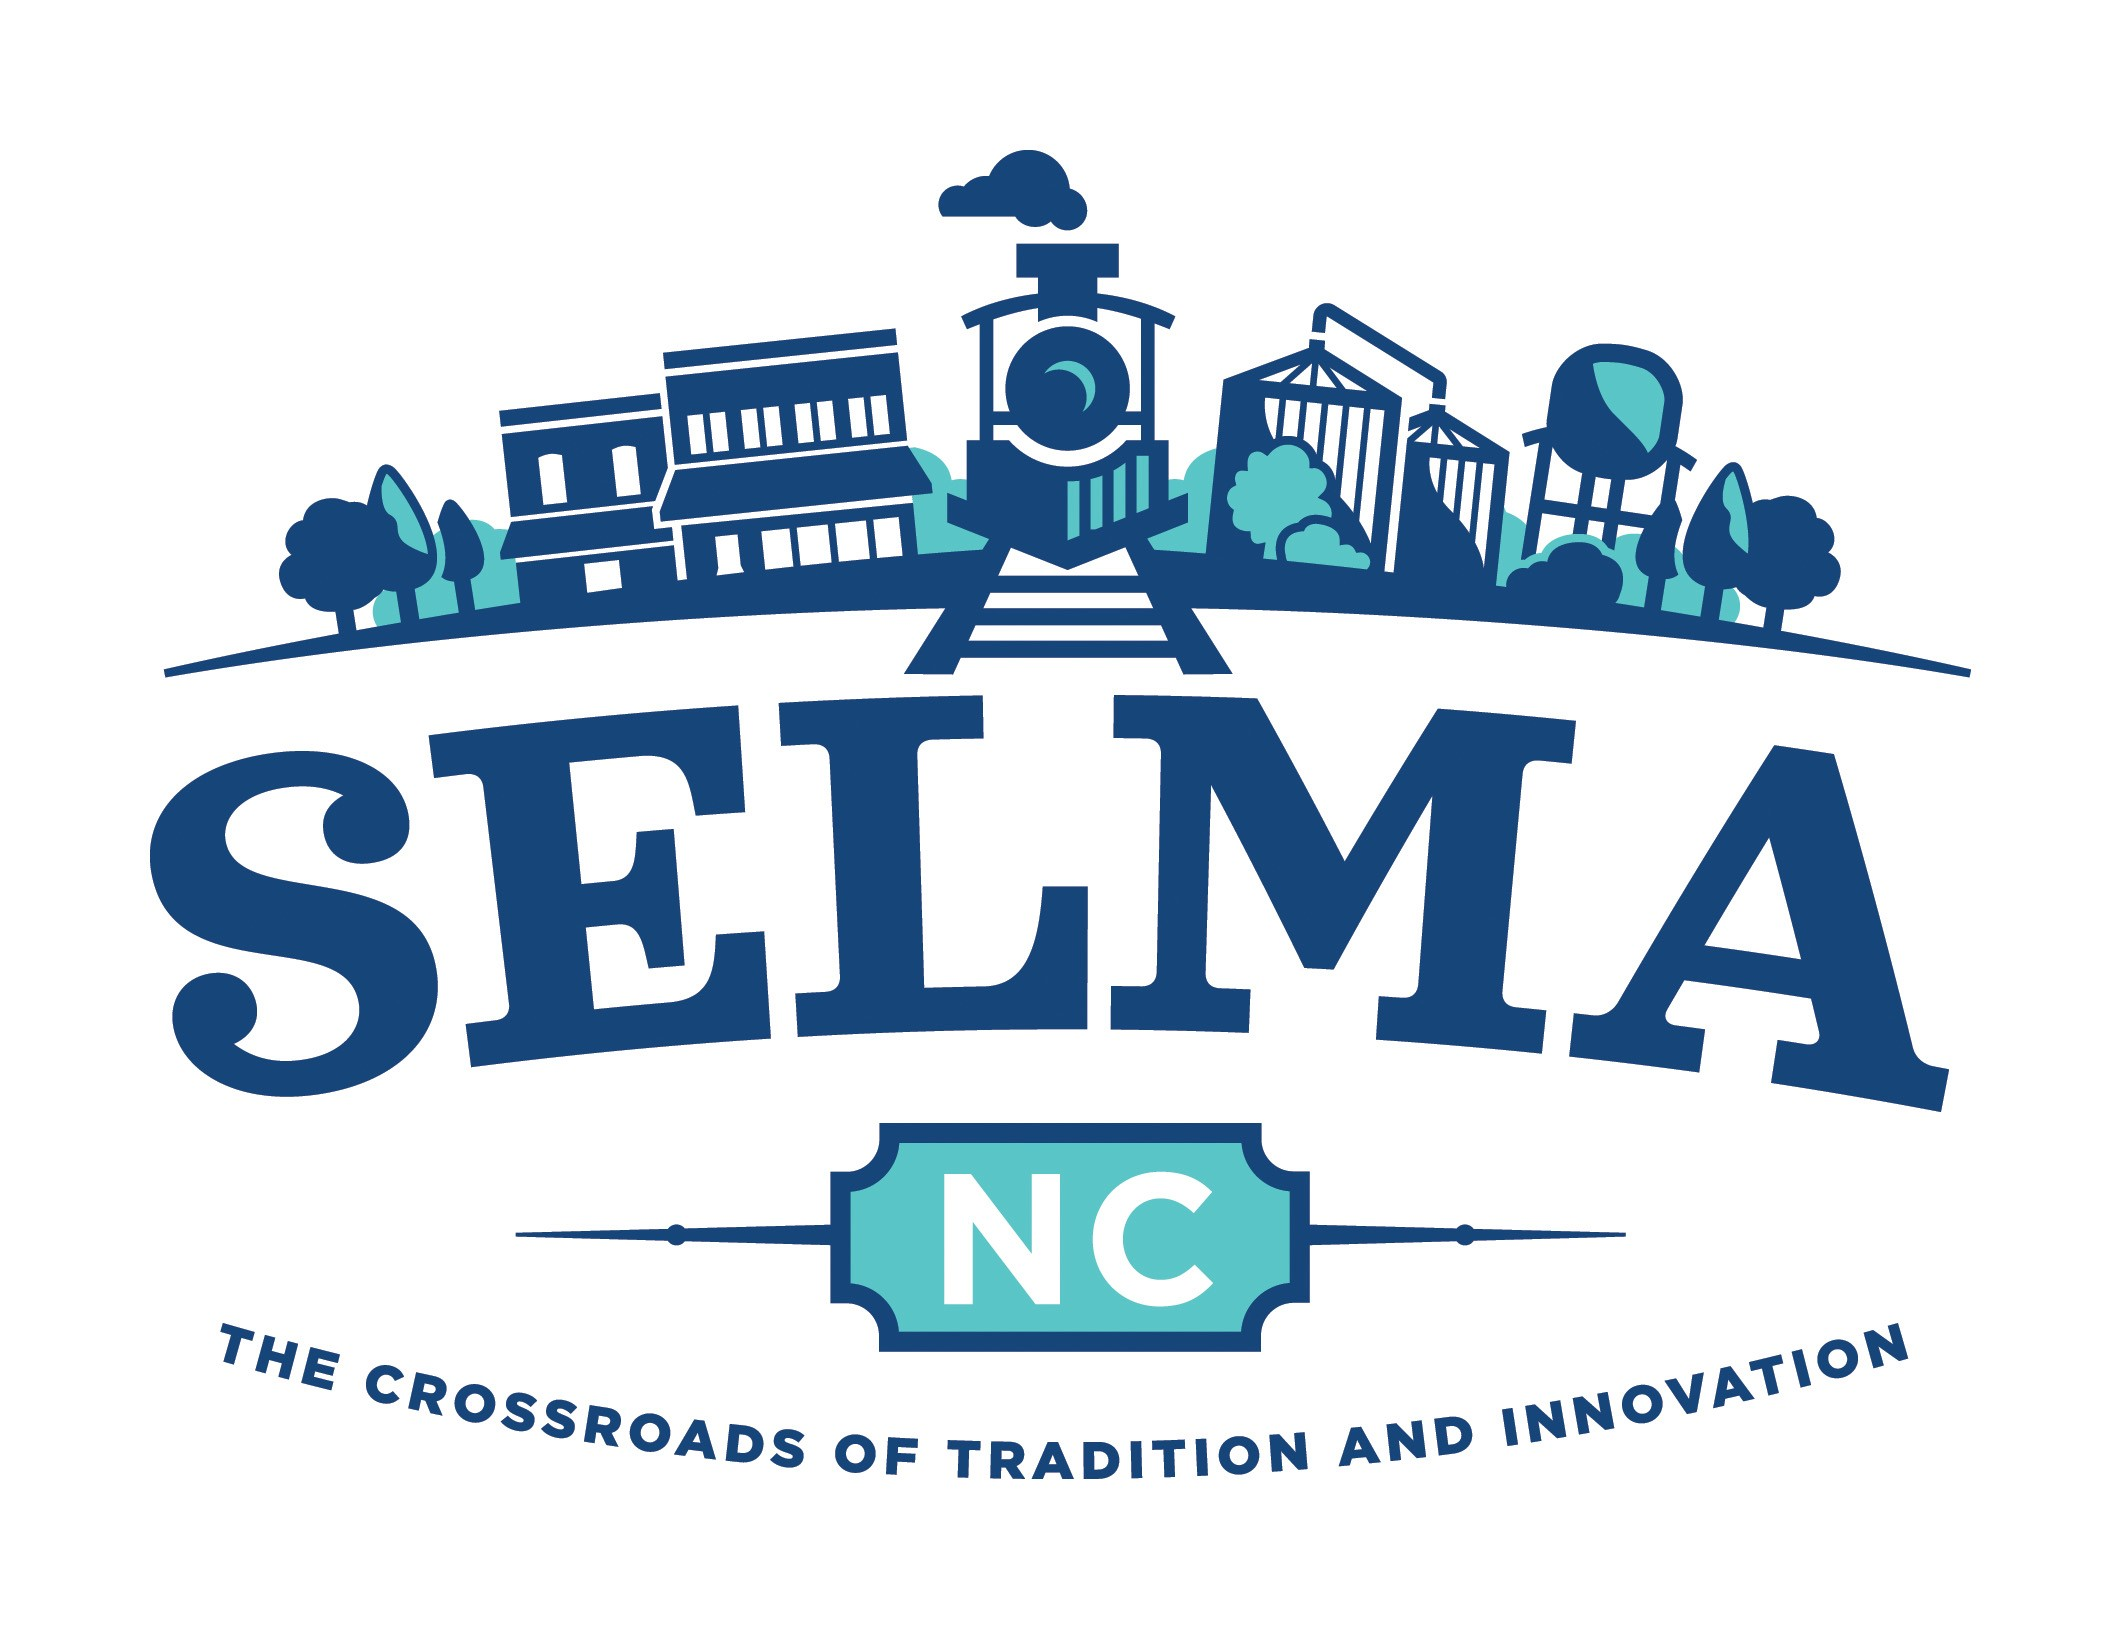 SELMA
NC
THE CROSSROADS OF TRADITION AND INNOVATION